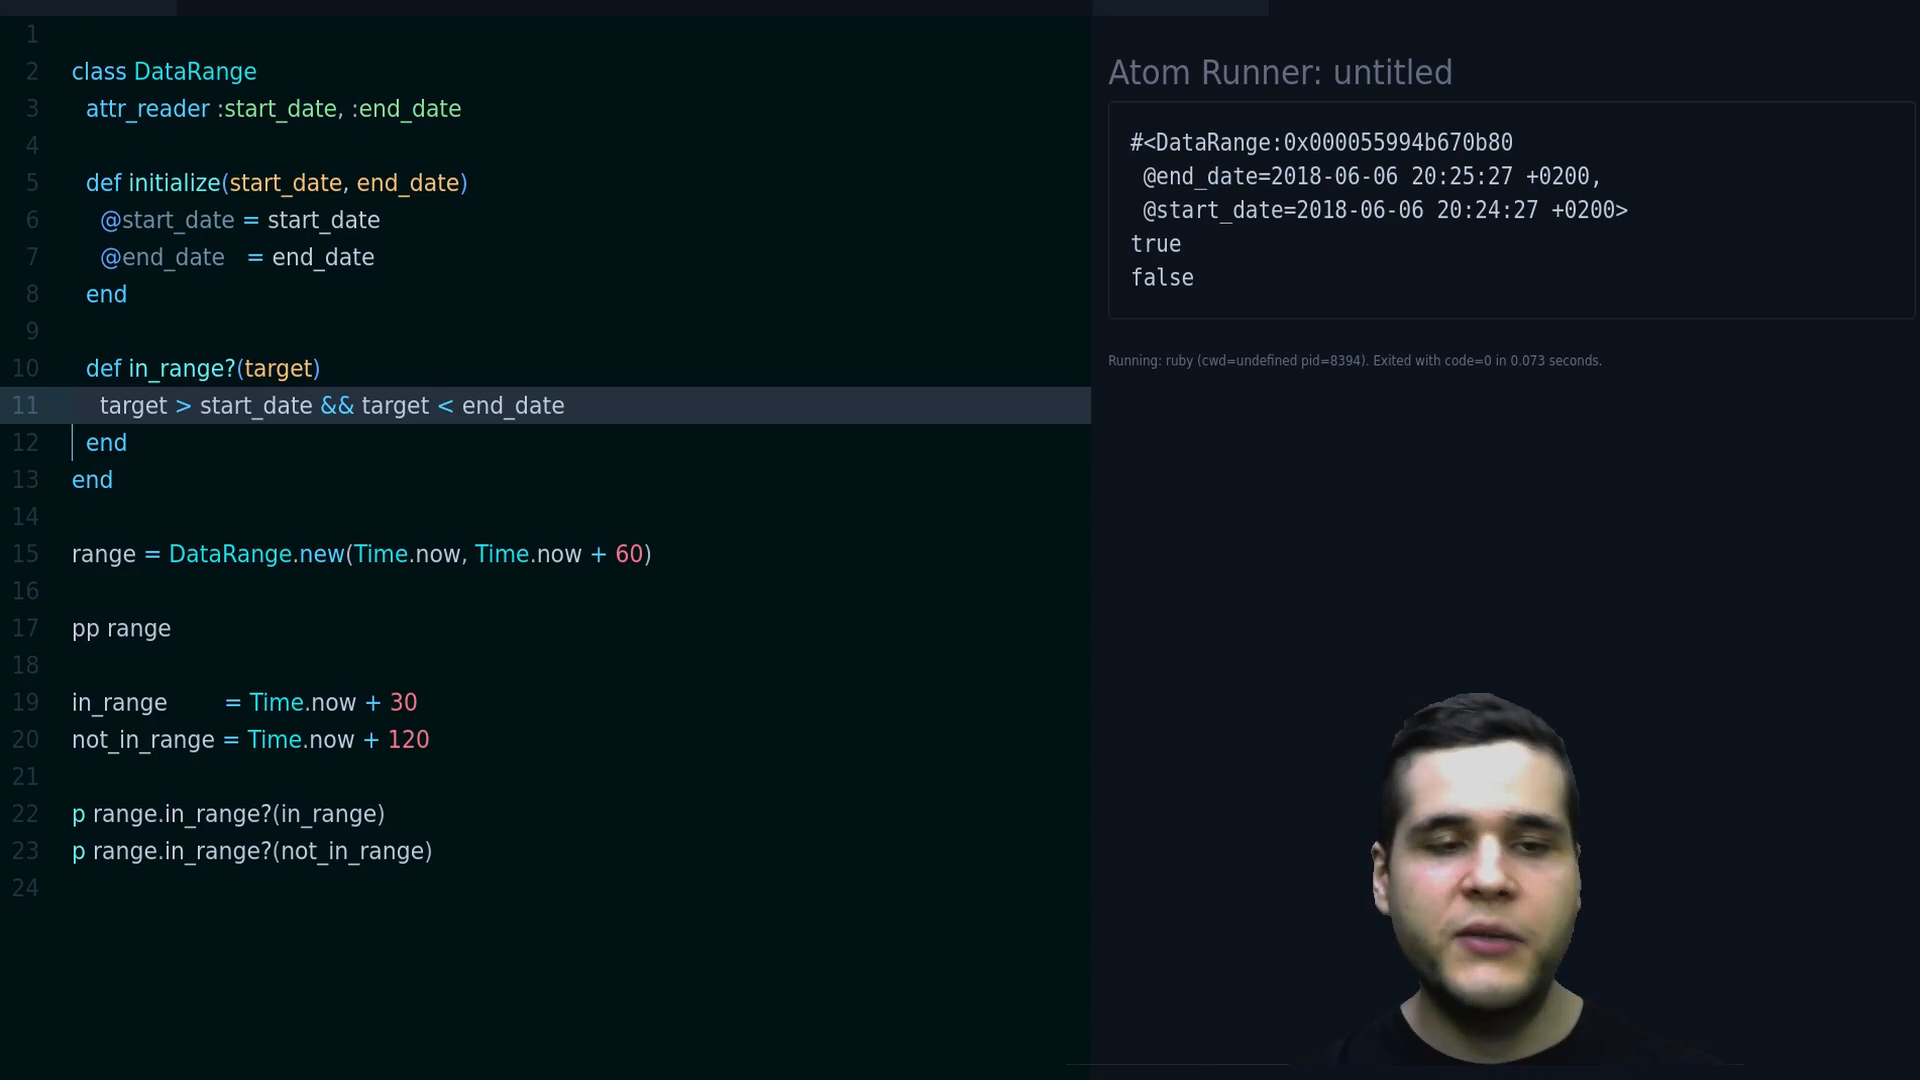 1
2 class DataRange
3 attr_reader :start_date, :end_date
4
5 def initialize(start_date, end_date)
6 @start_date = start_date
7 @end_date = end_date
8 end
9
10 def in_range?(target)
11 target > start_date && target < end_date
12 end
13 end
14
15 range = DataRange.new(Time.now, Time.now + 60)
16
17 pp range
18
19 in_range = Time.now + 30
20 not_in_range = Time.now + 120
21
22 p range.in_range?(in_range)
23 p range.in_range?(not_in_range)
24
Atom Runner: untitled
#<DataRange:0x000055994b670b80
@end_date=2018-06-06 20:25:27 +0200,
@start_date=2018-06-06 20:24:27 +0200>
true
false
Running: ruby (cwd=undefined pid=8394). Exited with code=0 in 0.073 seconds.